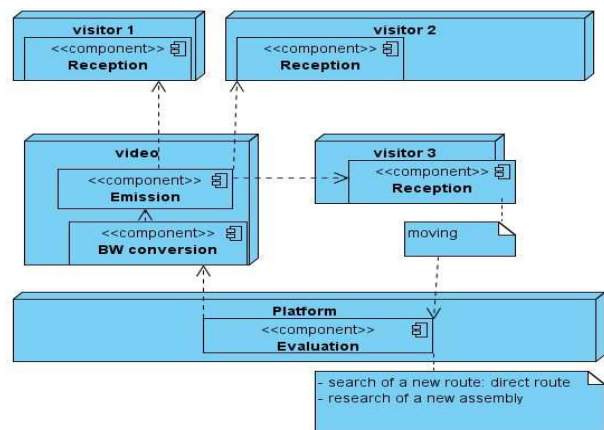 visitor 1
<<component>>
Reception
visitor 2
<<component>>
Reception
video
<<component>>
Emission
<<component>>
BW conversion
visitor 3
<<component>>
Reception
moving
Platform
<<component>>
Evaluation
- search of a new route: direct route
- research of a new assembly